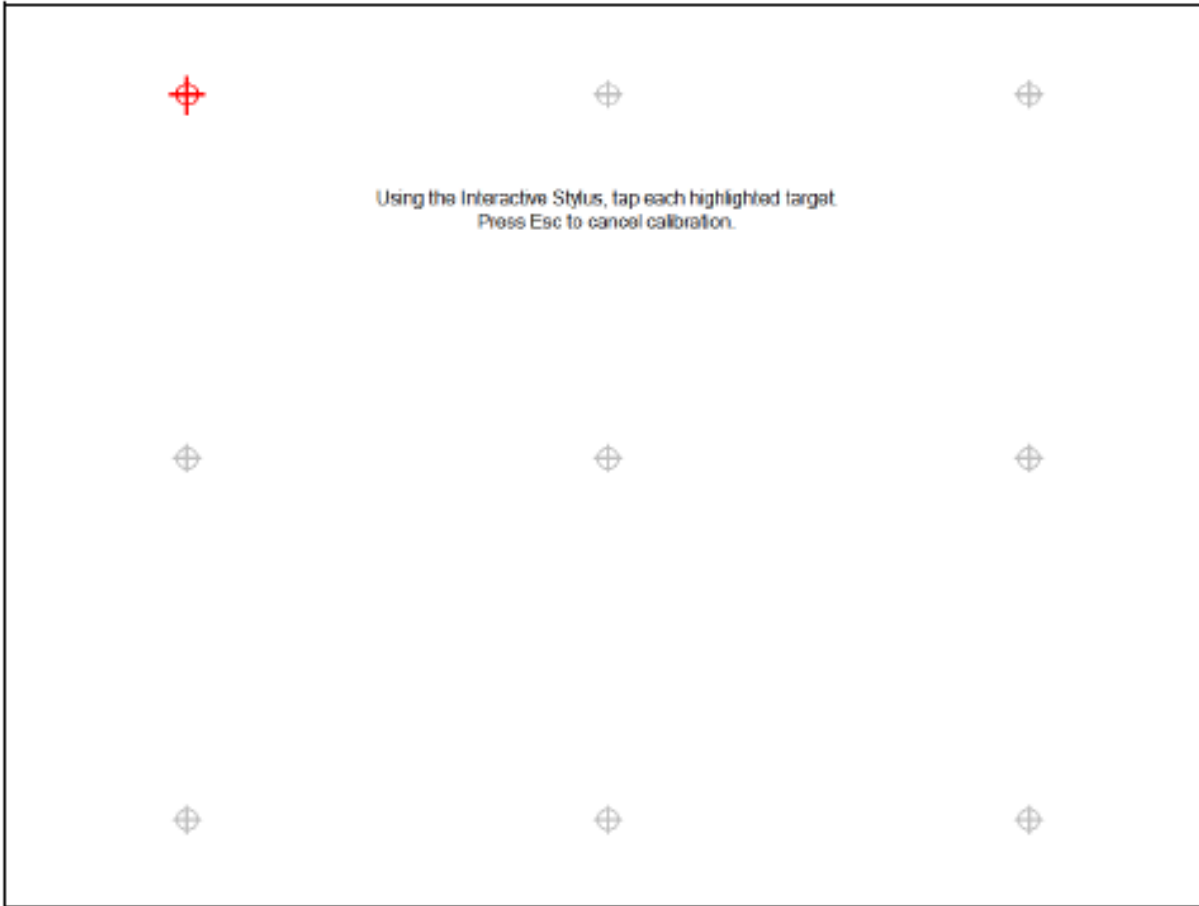 Using the Interactive Stylus, tap each highlighted target.
Press Esc to cancel calibration.